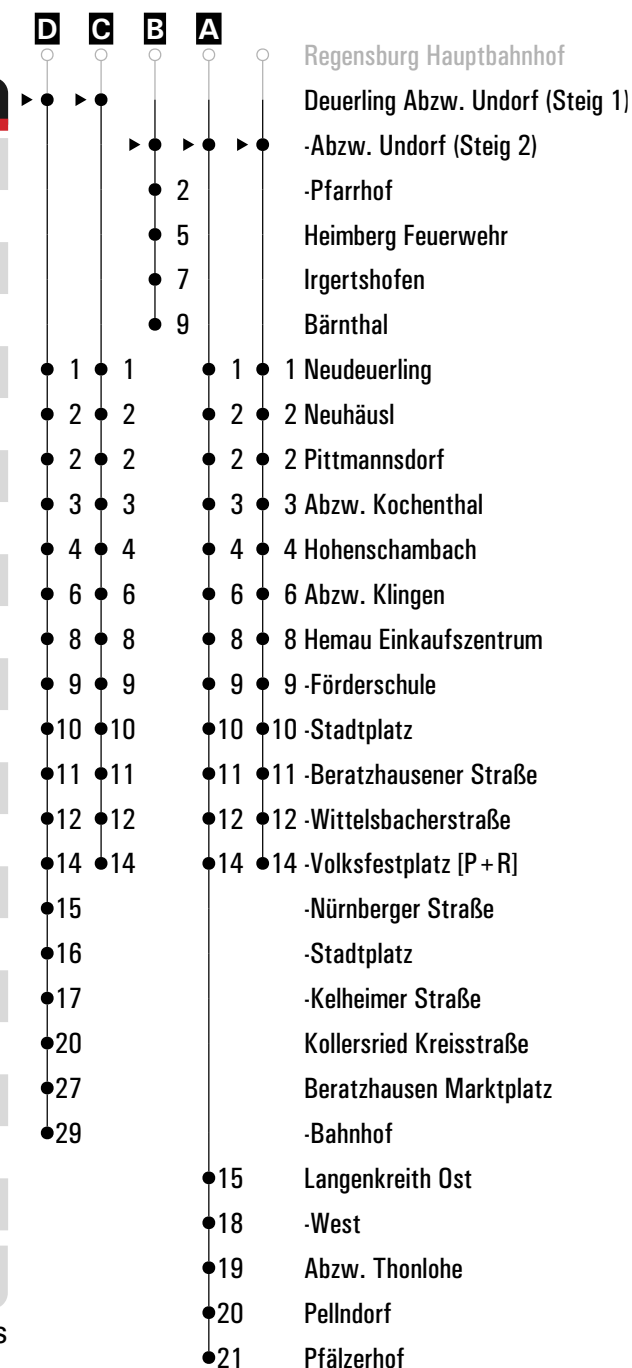 D C B A
Regensburg Hauptbahnhof
Deuerling Abzw. Undorf (Steig 1)
-Abzw. Undorf (Steig 2)
2 -Pfarrhof
5 Heimberg Feuerwehr
7 Irgertshofen
9 Bärnthal
1 1 1 1 Neudeuerling
2 2 2 2 Neuhäusl
2 2 2 2 Pittmannsdorf
3 3 3 3 Abzw. Kochenthal
4 4 4 4 Hohenschambach
6 6 6 6 Abzw. Klingen
8 8 8 8 Hemau Einkaufszentrum
9 9 9 9 -Förderschule
10 10 10 10 -Stadtplatz
11 11 11 11 -Beratzhausener Straße
12 12 12 12 -Wittelsbacherstraße
14 14 14 14 -Volksfestplatz [P+R]
15 -Nürnberger Straße
16 -Stadtplatz
17 -Kelheimer Straße
20 Kollersried Kreisstraße
27 Beratzhausen Marktplatz
29 -Bahnhof
15 Langenkreith Ost
18 -West
19 Abzw. Thonlohe
20 Pellndorf
s
21 Pfälzerhof